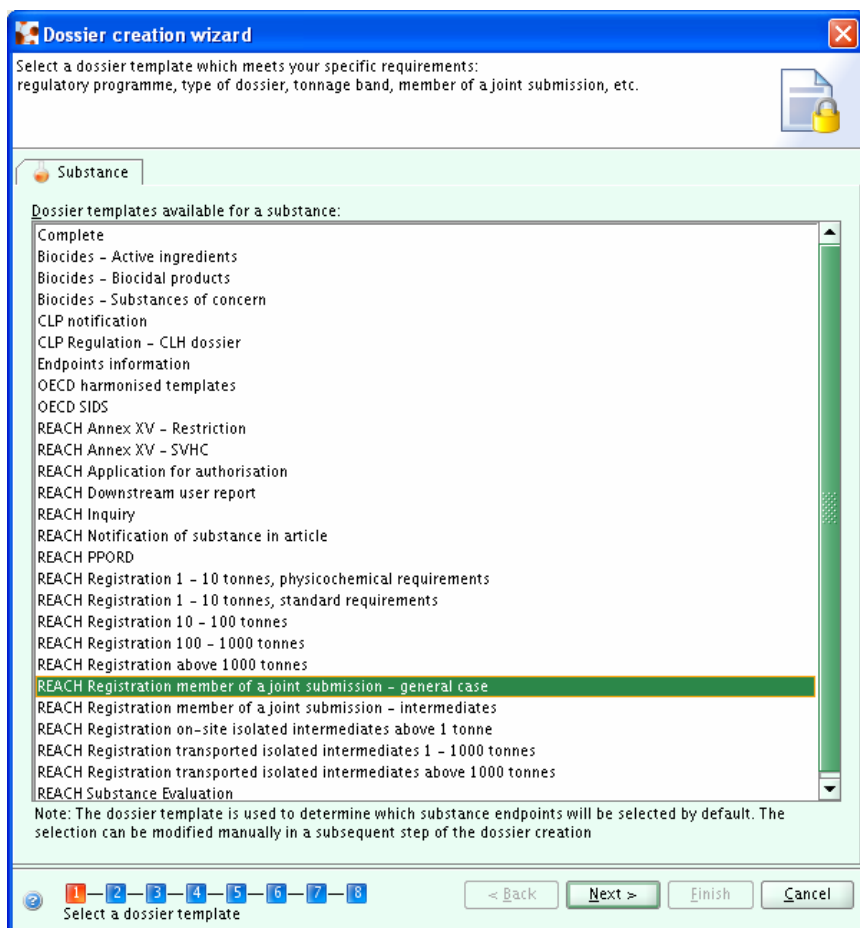 Dossier creation wizard
Select a dossier template which meets your specific requirements:
regulatory programme, type of dossier, tonnage band, member of a joint submission, etc.
Substance
Dossier templates available for a substance:
Complete
Biocides - Active ingredients
Biocides - Biocidal products
Biocides - Substances of concern
CLP notification
CLP Regulation - CLH dossier
Endpoints information
OECD harmonised templates
OECD SIDS
REACH Annex XV - Restriction
REACH Annex XV - SVHC
REACH Application for authorisation
REACH Downstream user report
REACH Inquiry
REACH Notification of substance in article
REACH PPORD
REACH Registration 1 - 10 tonnes, physicochemical requirements
REACH Registration 1 - 10 tonnes, standard requirements
REACH Registration 10 - 100 tonnes
REACH Registration 100 - 1000 tonnes
REACH Registration above 1000 tonnes
REACH Registration member of a joint submission - general case
REACH Registration member of a joint submission - intermediates
REACH Registration on-site isolated intermediates above 1 tonne
REACH Registration transported isolated intermediates 1 - 1000 tonnes
REACH Registration transported isolated intermediates above 1000 tonnes
REACH Substance Evaluation
Note: The dossier template is used to determine which substance endpoints will be selected by default. The
selection can be modified manually in a subsequent step of the dossier creation
? 1 2 3 4 5 6 7 8 < Back Next > Finish Cancel
Select a dossier template